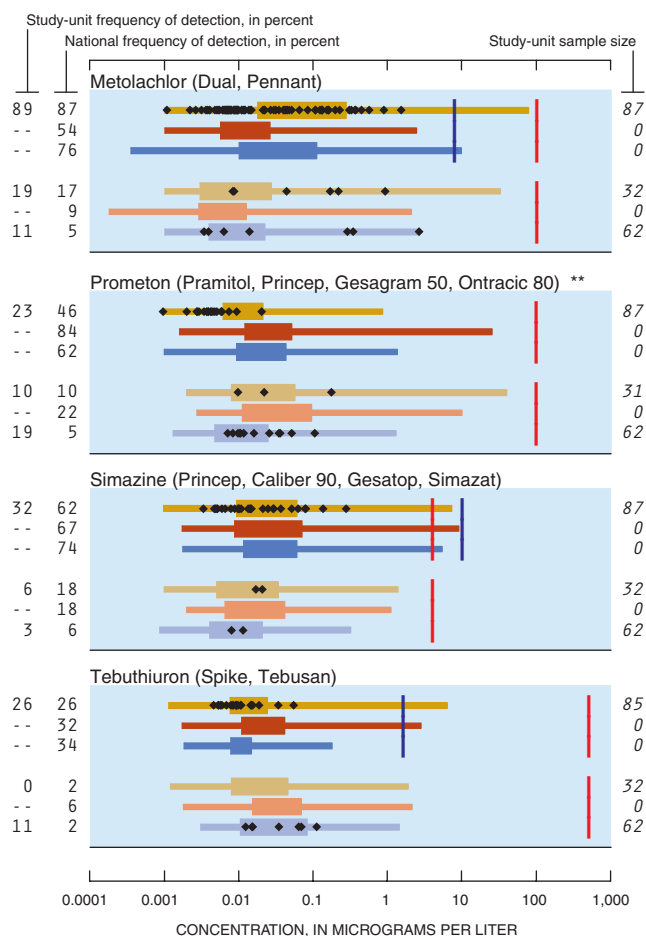 Study-unit frequency of detection, in percent
National frequency of detection, in percent Study-unit sample size
Metolachlor (Dual, Pennant)
89 87 87
-- 54 0
-- 76 0
19 17 32
-- 9 0
11 5 62
Prometon (Pramitol, Princep, Gesagram 50, Ontracic 80) **
23 46 87
-- 84 0
-- 62 0
10 10 31
-- 22 0
19 5 62
Simazine (Princep, Caliber 90, Gesatop, Simazat)
32 62 87
-- 67 0
-- 74 0
6 18 32
-- 18 0
3 6 62
Tebuthiuron (Spike, Tebusan)
26 26 85
-- 32 0
-- 34 0
0 2 32
-- 6 0
11 2 62
0.0001 0.001 0.01 0.1 1 10 100 1,000
CONCENTRATION, IN MICROGRAMS PER LITER